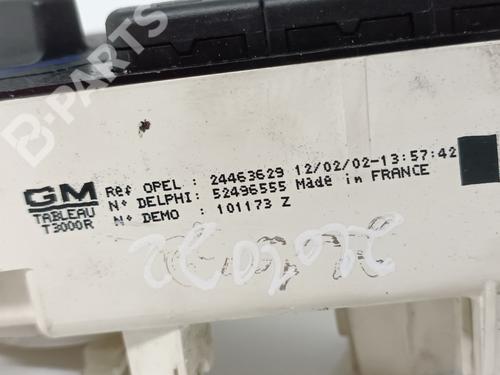 B-PARTS
GM
TABLEAU
T3000R
Ref OPEL : 24463629 12/02/02-13:57:42
N° DELPHI: 52496555 Made in FRANCE
N° DEMO : 101173 Z